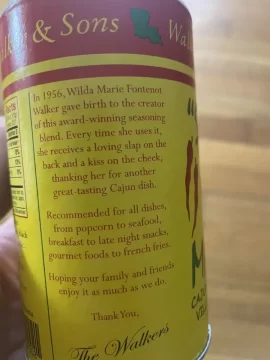 & Sons
In 1956, Wilda Marie Fontenot
Walker gave birth to the creator
of this award-winning seasoning
blend. Every time she uses it,
she receives a loving slap on the
back and a kiss on the cheek,
thanking her for another
great-tasting Cajun dish.
Recommended for all dishes,
from popcorn to seafood,
breakfast to late night snacks,
gourmet foods to french fries.
Hoping your family and friends
enjoy it as much as we do.
Thank You,
The Walkers